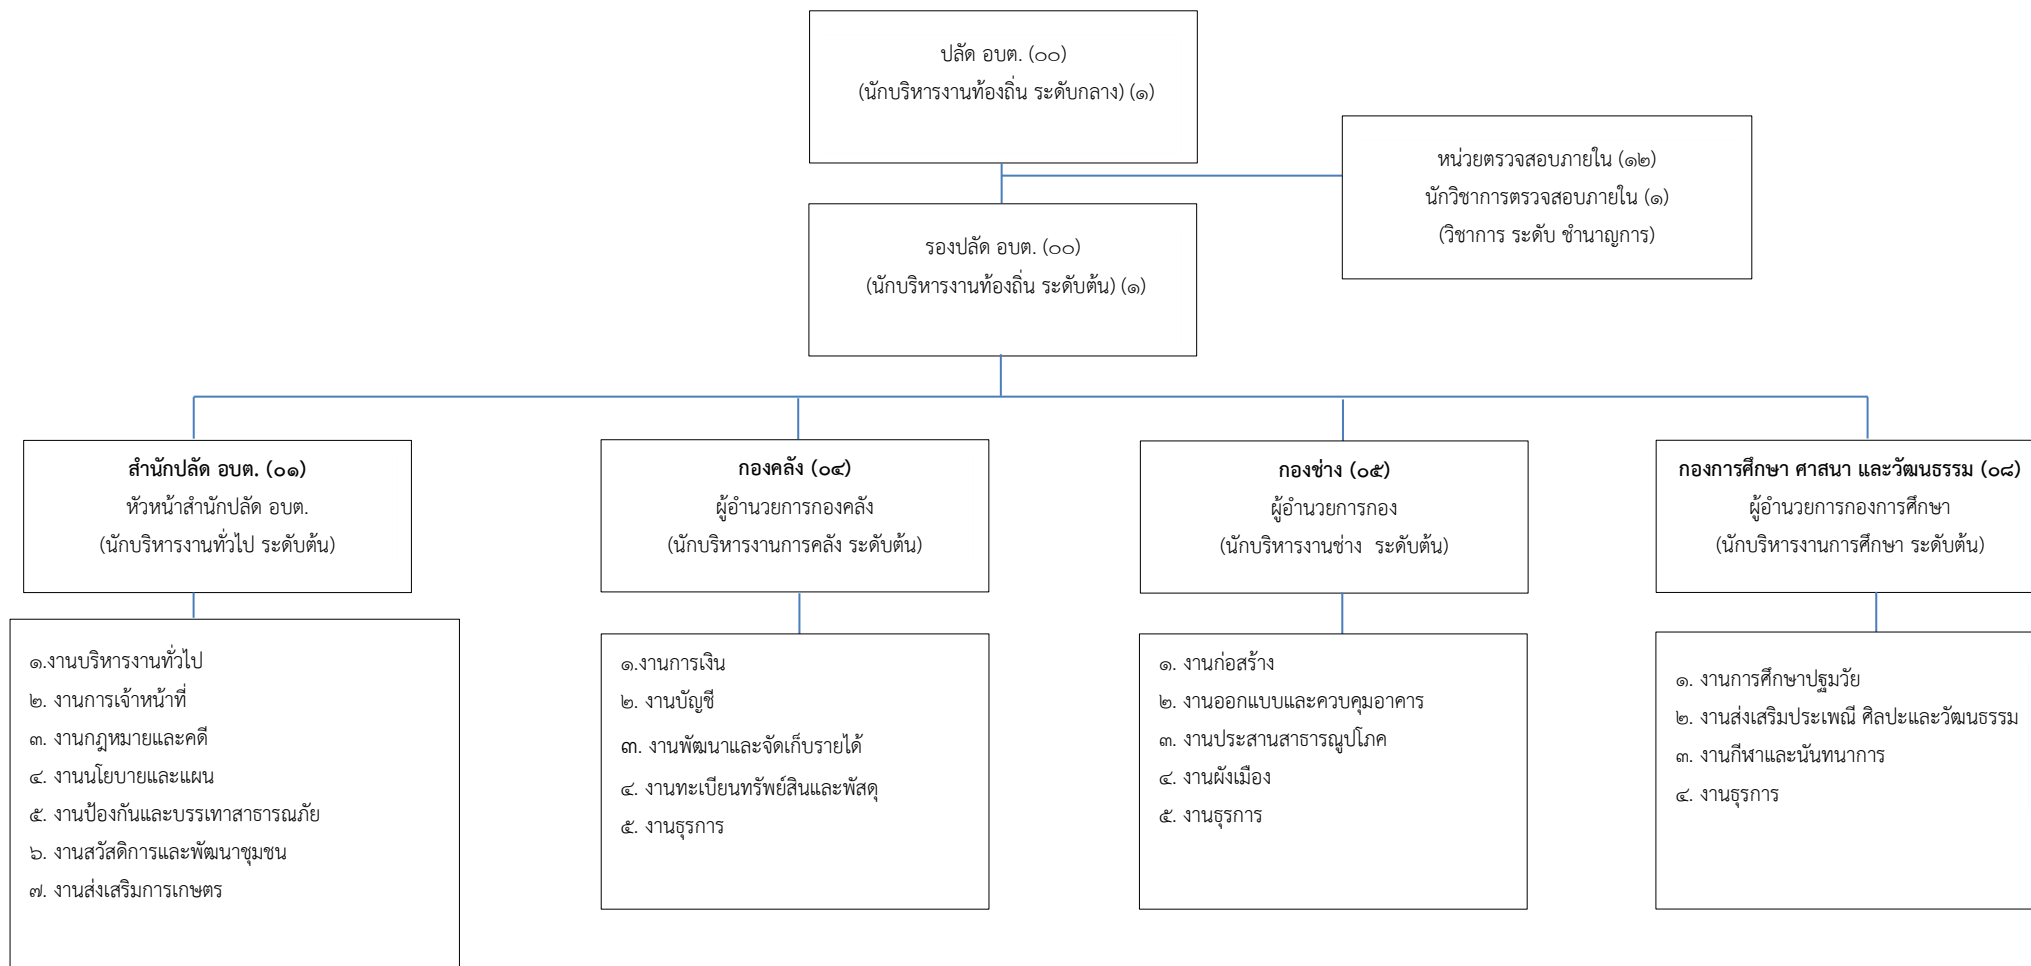 ปลัด อบต. (๐๐)
(นักบริหารงานท้องถิ่น ระดับกลาง) (๑)
หน่วยตรวจสอบภายใน (๑๒)
นักวิชาการตรวจสอบภายใน (๑)
(วิชาการ ระดับ ชำนาญการ)
รองปลัด อบต. (๐๐)
(นักบริหารงานท้องถิ่น ระดับต้น) (๑)
สำนักปลัด อบต. (๐๑)
หัวหน้าสำนักปลัด อบต.
(นักบริหารงานทั่วไป ระดับต้น)
กองคลัง (๐๔)
ผู้อำนวยการกองคลัง
(นักบริหารงานการคลัง ระดับต้น)
กองช่าง (๐๕)
ผู้อำนวยการกอง
(นักบริหารงานช่าง  ระดับต้น)
กองการศึกษา ศาสนา และวัฒนธรรม (๐๘)
ผู้อำนวยการกองการศึกษา
(นักบริหารงานการศึกษา ระดับต้น)
๑.งานบริหารงานทั่วไป
๒. งานการเจ้าหน้าที่
๓. งานกฎหมายและคดี
๔. งานนโยบายและแผน
๕. งานป้องกันและบรรเทาสาธารณภัย
๖. งานสวัสดิการและพัฒนาชุมชน
๗. งานส่งเสริมการเกษตร
๑.งานการเงิน
๒. งานบัญชี
๓. งานพัฒนาและจัดเก็บรายได้
๔. งานทะเบียนทรัพย์สินและพัสดุ
๕. งานธุรการ
๑. งานก่อสร้าง
๒. งานออกแบบและควบคุมอาคาร
๓. งานประสานสาธารณูปโภค
๔. งานผังเมือง
๕. งานธุรการ
๑. งานการศึกษาปฐมวัย
๒. งานส่งเสริมประเพณี ศิลปะและวัฒนธรรม
๓. งานกีฬาและนันทนาการ
๔. งานธุรการ